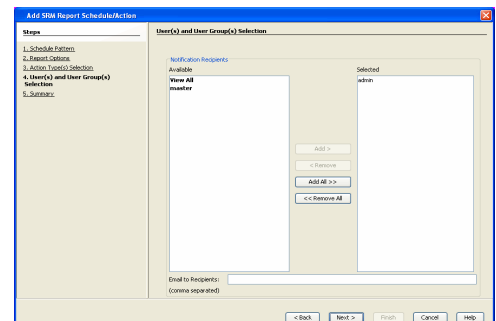 Add SRM Report Schedule/Action
Steps
1. Schedule Pattern
2. Report Options
3. Action Type(s) Selection
4. User(s) and User Group(s)
Selection
5. Summary
User(s) and User Group(s) Selection
Notification Recipients
Available
Selected
View All
master
admin
Add >
< Remove
Add All >>
<< Remove All
Email to Recipients:
(comma separated)
< Back
Next >
Finish
Cancel
Help